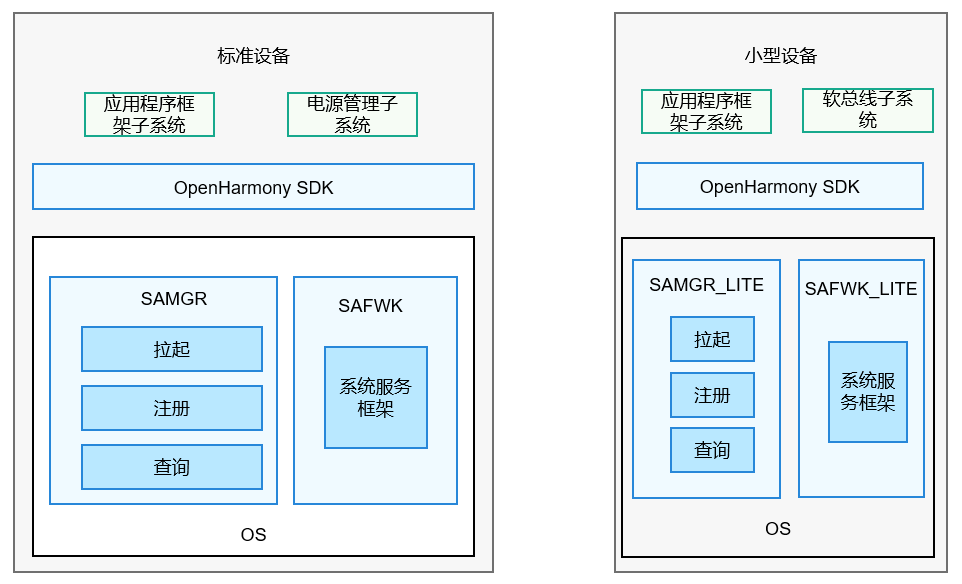 标准设备
应用程序框
架子系统
电源管理子
系统
OpenHarmony SDK
SAMGR
拉起
注册
查询
SAFWK
系统服务
框架
OS
小型设备
应用程序框
架子系统
软总线子系
统
OpenHarmony SDK
SAMGR_LITE
拉起
注册
查询
SAFWK_LITE
系统服
务框架
OS